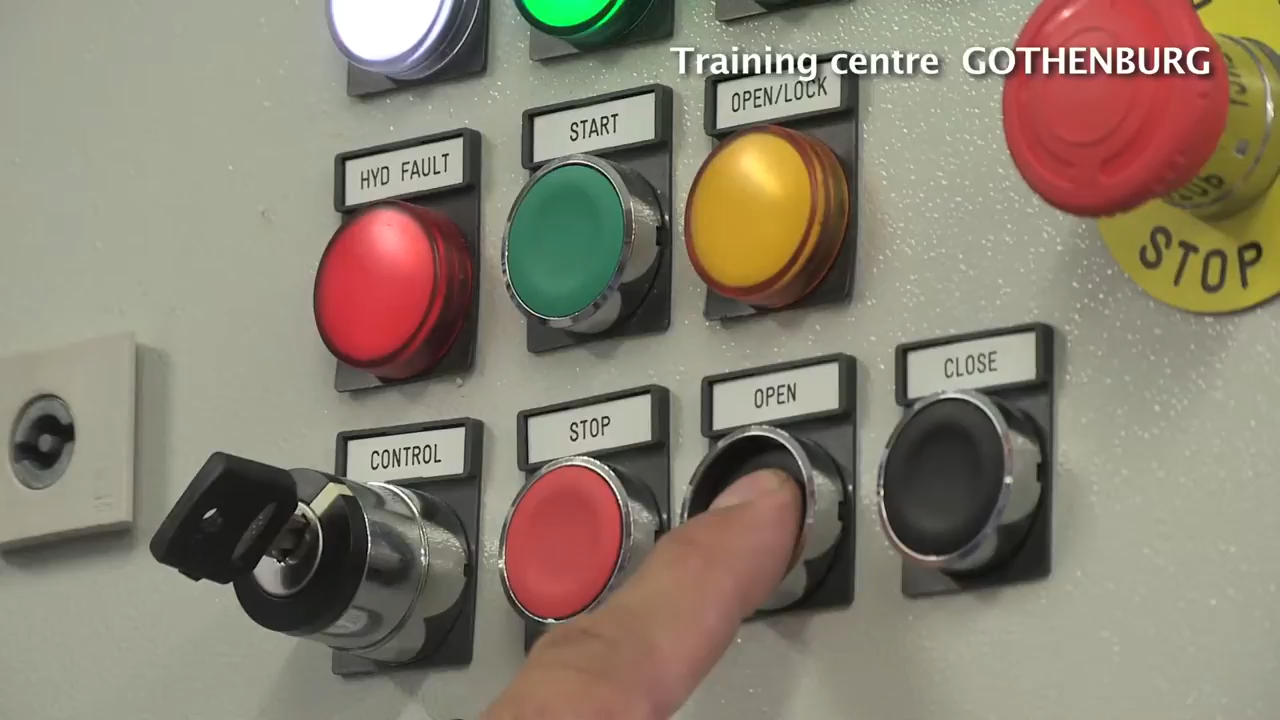 Training centre GOTHENBURG
OPEN/LOCK
START
HYD FAULT
STOP
CLOSE
OPEN
STOP
CONTROL